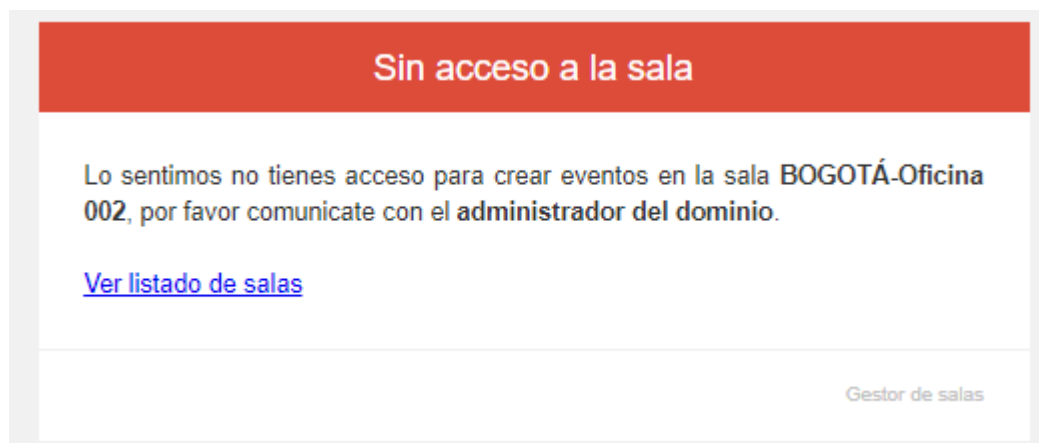 Sin acceso a la sala
Lo sentimos no tienes acceso para crear eventos en la sala BOGOTÁ-Oficina
002, por favor comunicate con el administrador del dominio.
Ver listado de salas
Gestor de salas